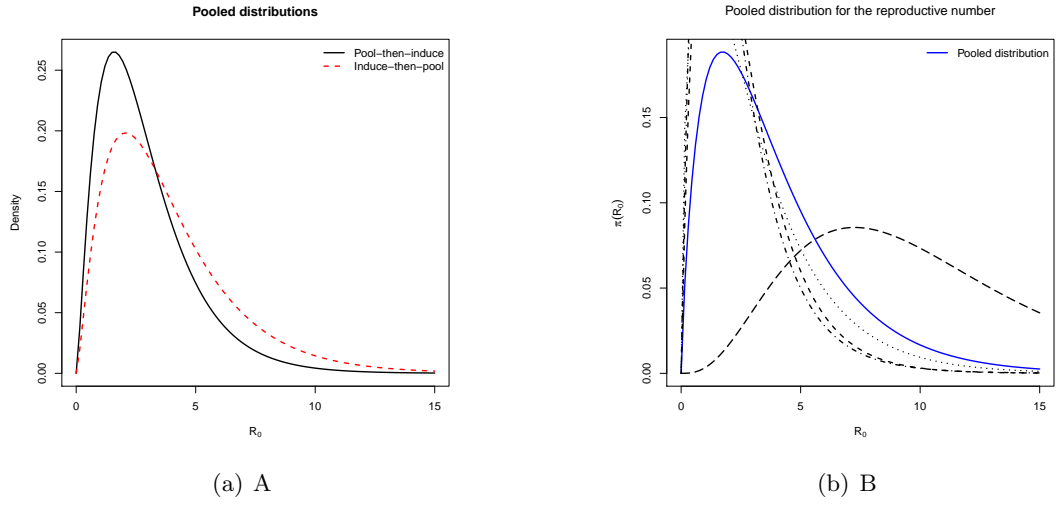 Pooled distributions
Pool−then−induce
Induce−then−pool
0.25
0.20
0.15
0.10
0.05
0.00
Density
0 5 10 15
R₀
(a) A
Pooled distribution for the reproductive number
Pooled distribution
0.15
0.10
0.05
0.00
π(R₀)
0 5 10 15
R₀
(b) B